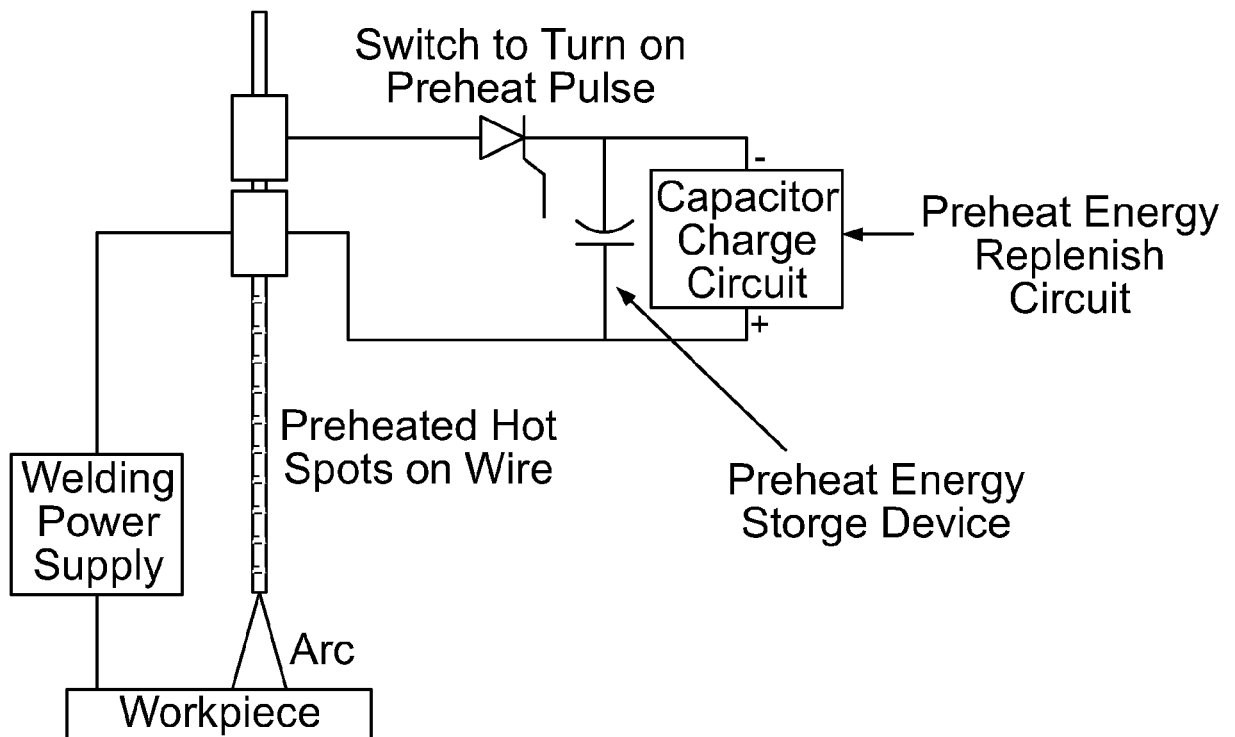 Switch to Turn on
Preheat Pulse
-
Capacitor
Charge
Circuit
+
Preheat Energy
Replenish
Circuit
Preheated Hot
Spots on Wire
Preheat Energy
Storge Device
Welding
Power
Supply
Arc
Workpiece